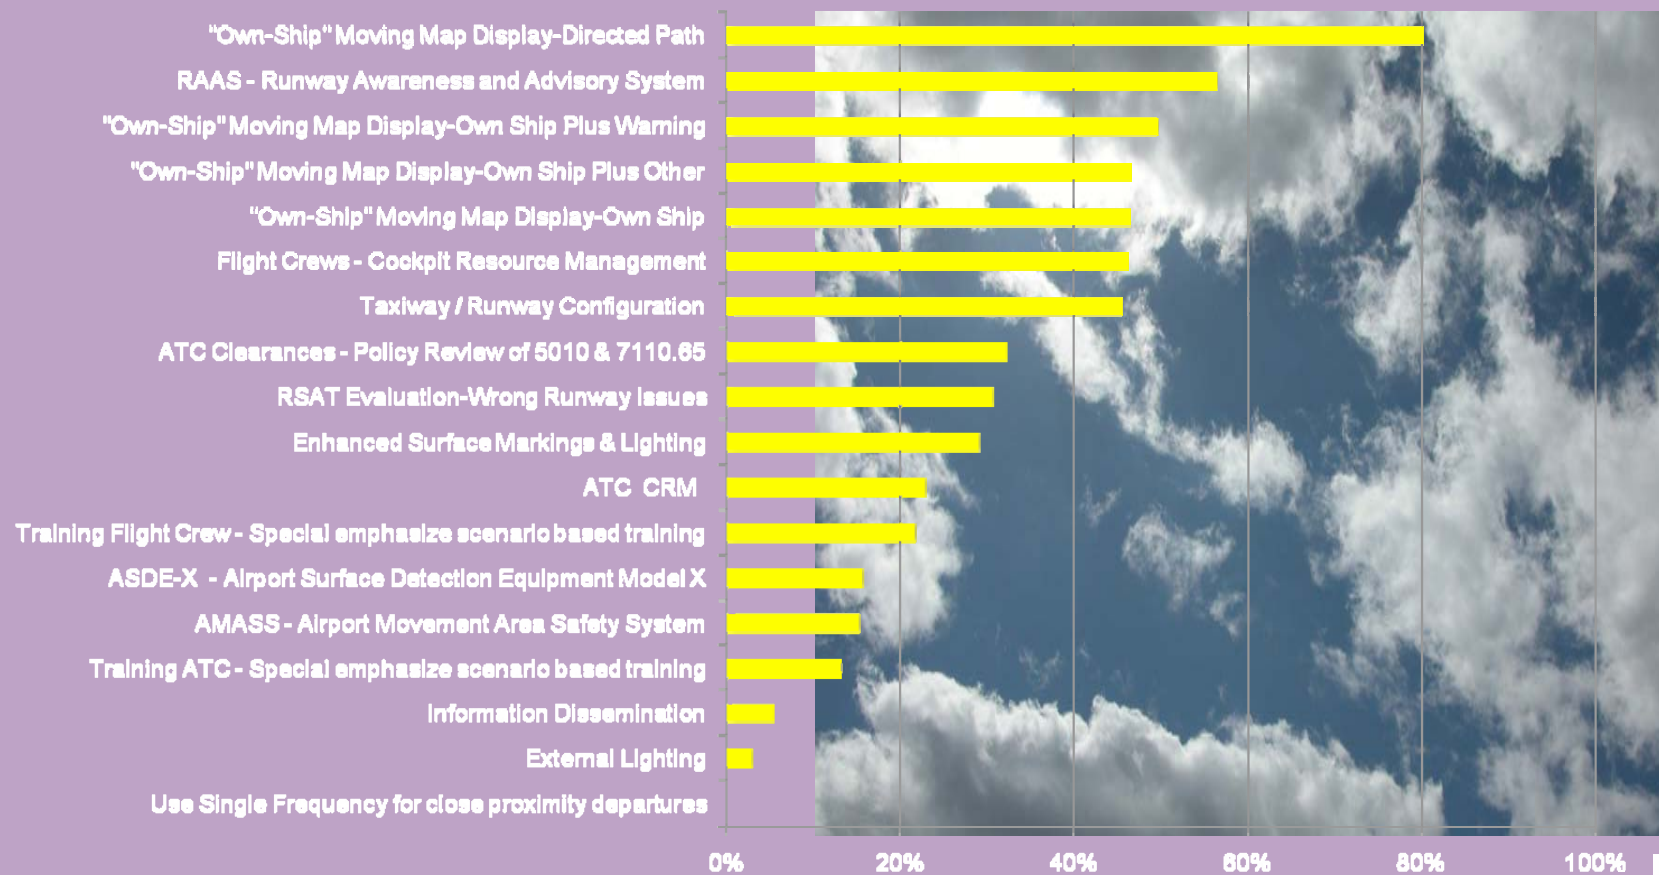 "Own-Ship" Moving Map Display-Directed Path
RAAS - Runway Awareness and Advisory System
"Own-Ship" Moving Map Display-Own Ship Plus Warning
"Own-Ship" Moving Map Display-Own Ship Plus Other
"Own-Ship" Moving Map Display-Own Ship
Flight Crews - Cockpit Resource Management
Taxiway / Runway Configuration
ATC Clearances - Policy Review of 5010 & 7110.65
RSAT Evaluation-Wrong Runway Issues
Enhanced Surface Markings & Lighting
ATC CRM
Training Flight Crew - Special emphasize scenario based training
ASDE-X - Airport Surface Detection Equipment Model X
AMASS - Airport Movement Area Safety System
Training ATC - Special emphasize scenario based training
Information Dissemination
External Lighting
Use Single Frequency for close proximity departures
0% 20% 40% 60% 80% 100%